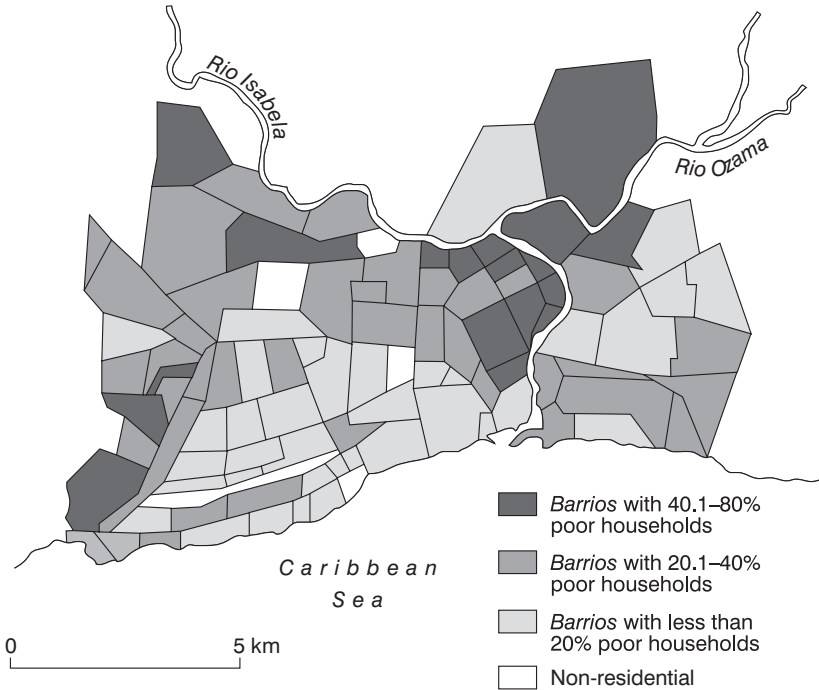 Rio Isabela
Rio Ozama
Barrios with 40.1–80%
poor households
Barrios with 20.1–40%
poor households
Caribbean
Sea
Barrios with less than
20% poor households
0 5 km
Non-residential